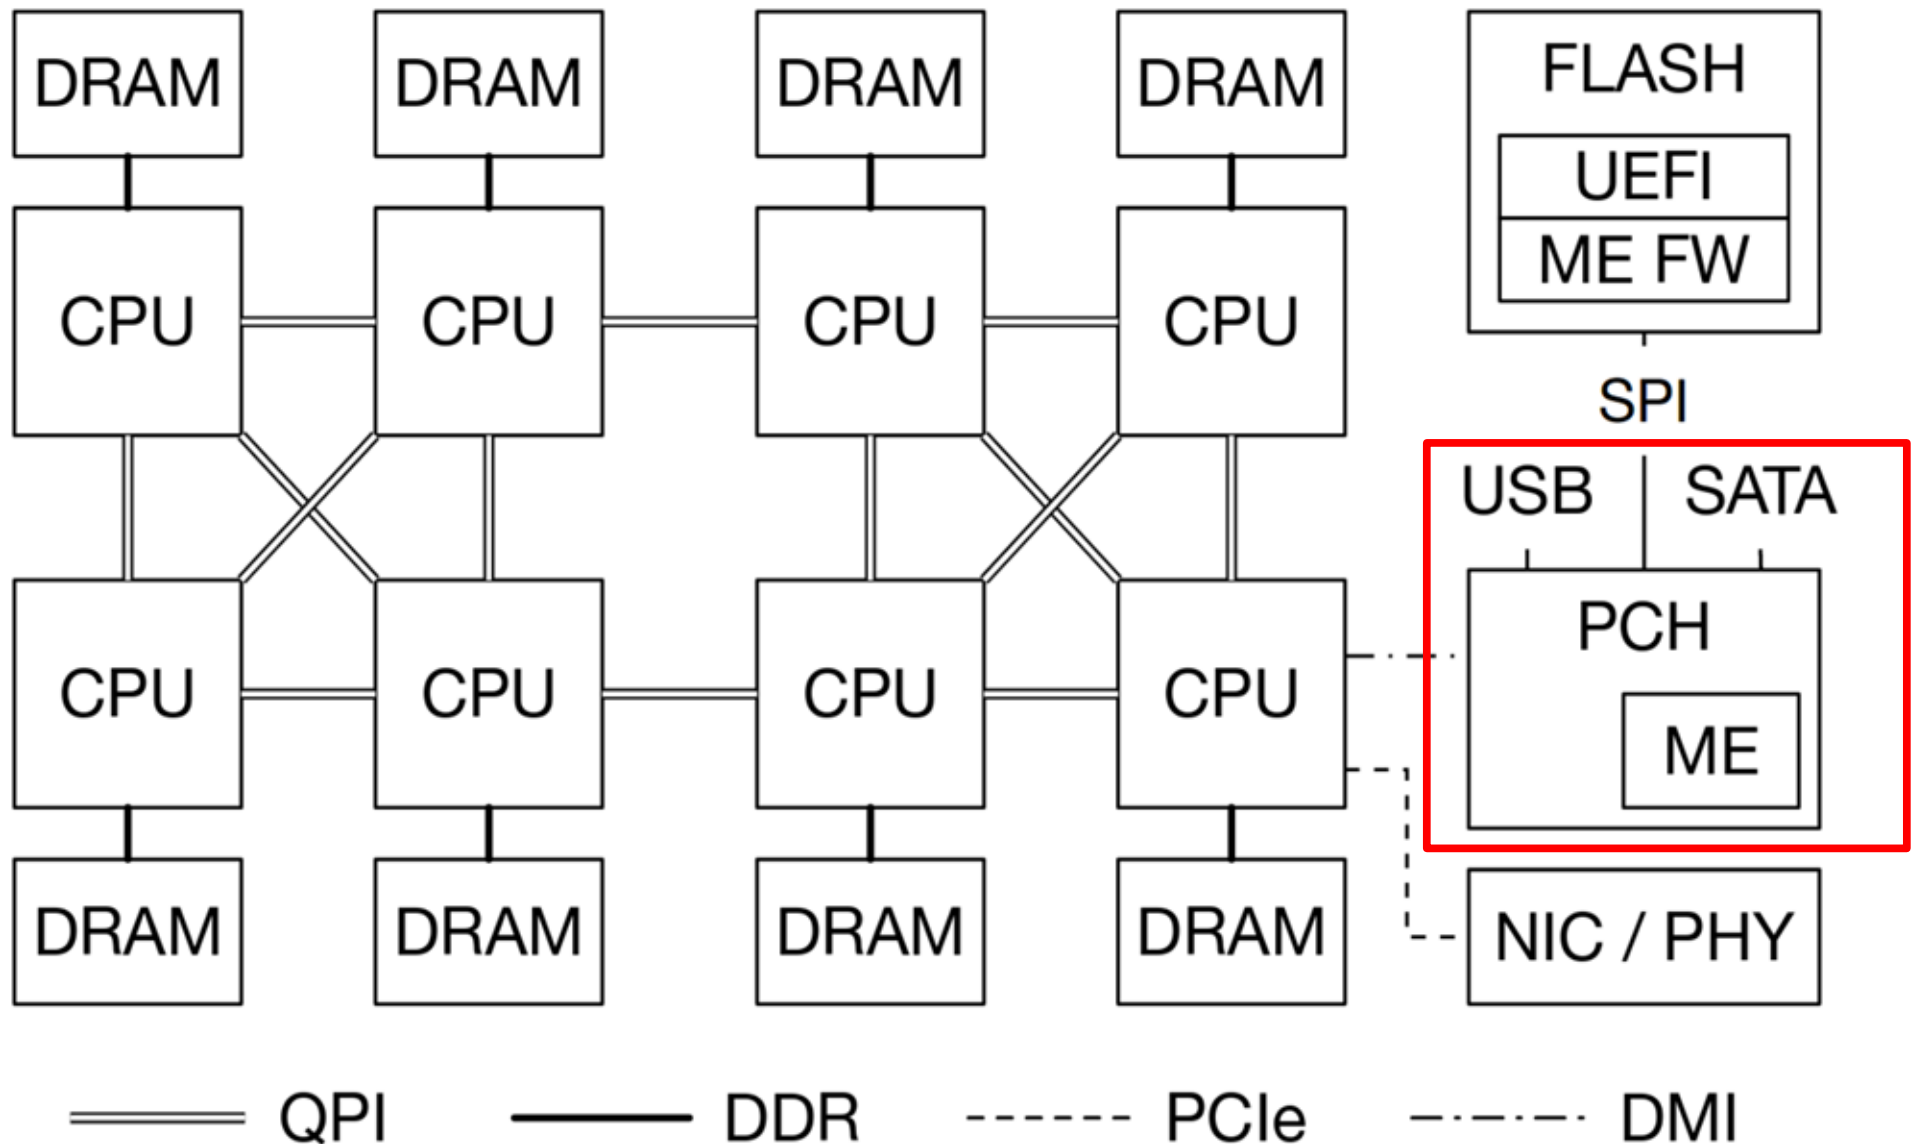 DRAM DRAM DRAM DRAM
FLASH
UEFI
ME FW
CPU CPU CPU CPU
SPI
USB SATA
PCH
CPU CPU CPU CPU
ME
DRAM DRAM DRAM DRAM
NIC / PHY
QPI DDR PCIe DMI